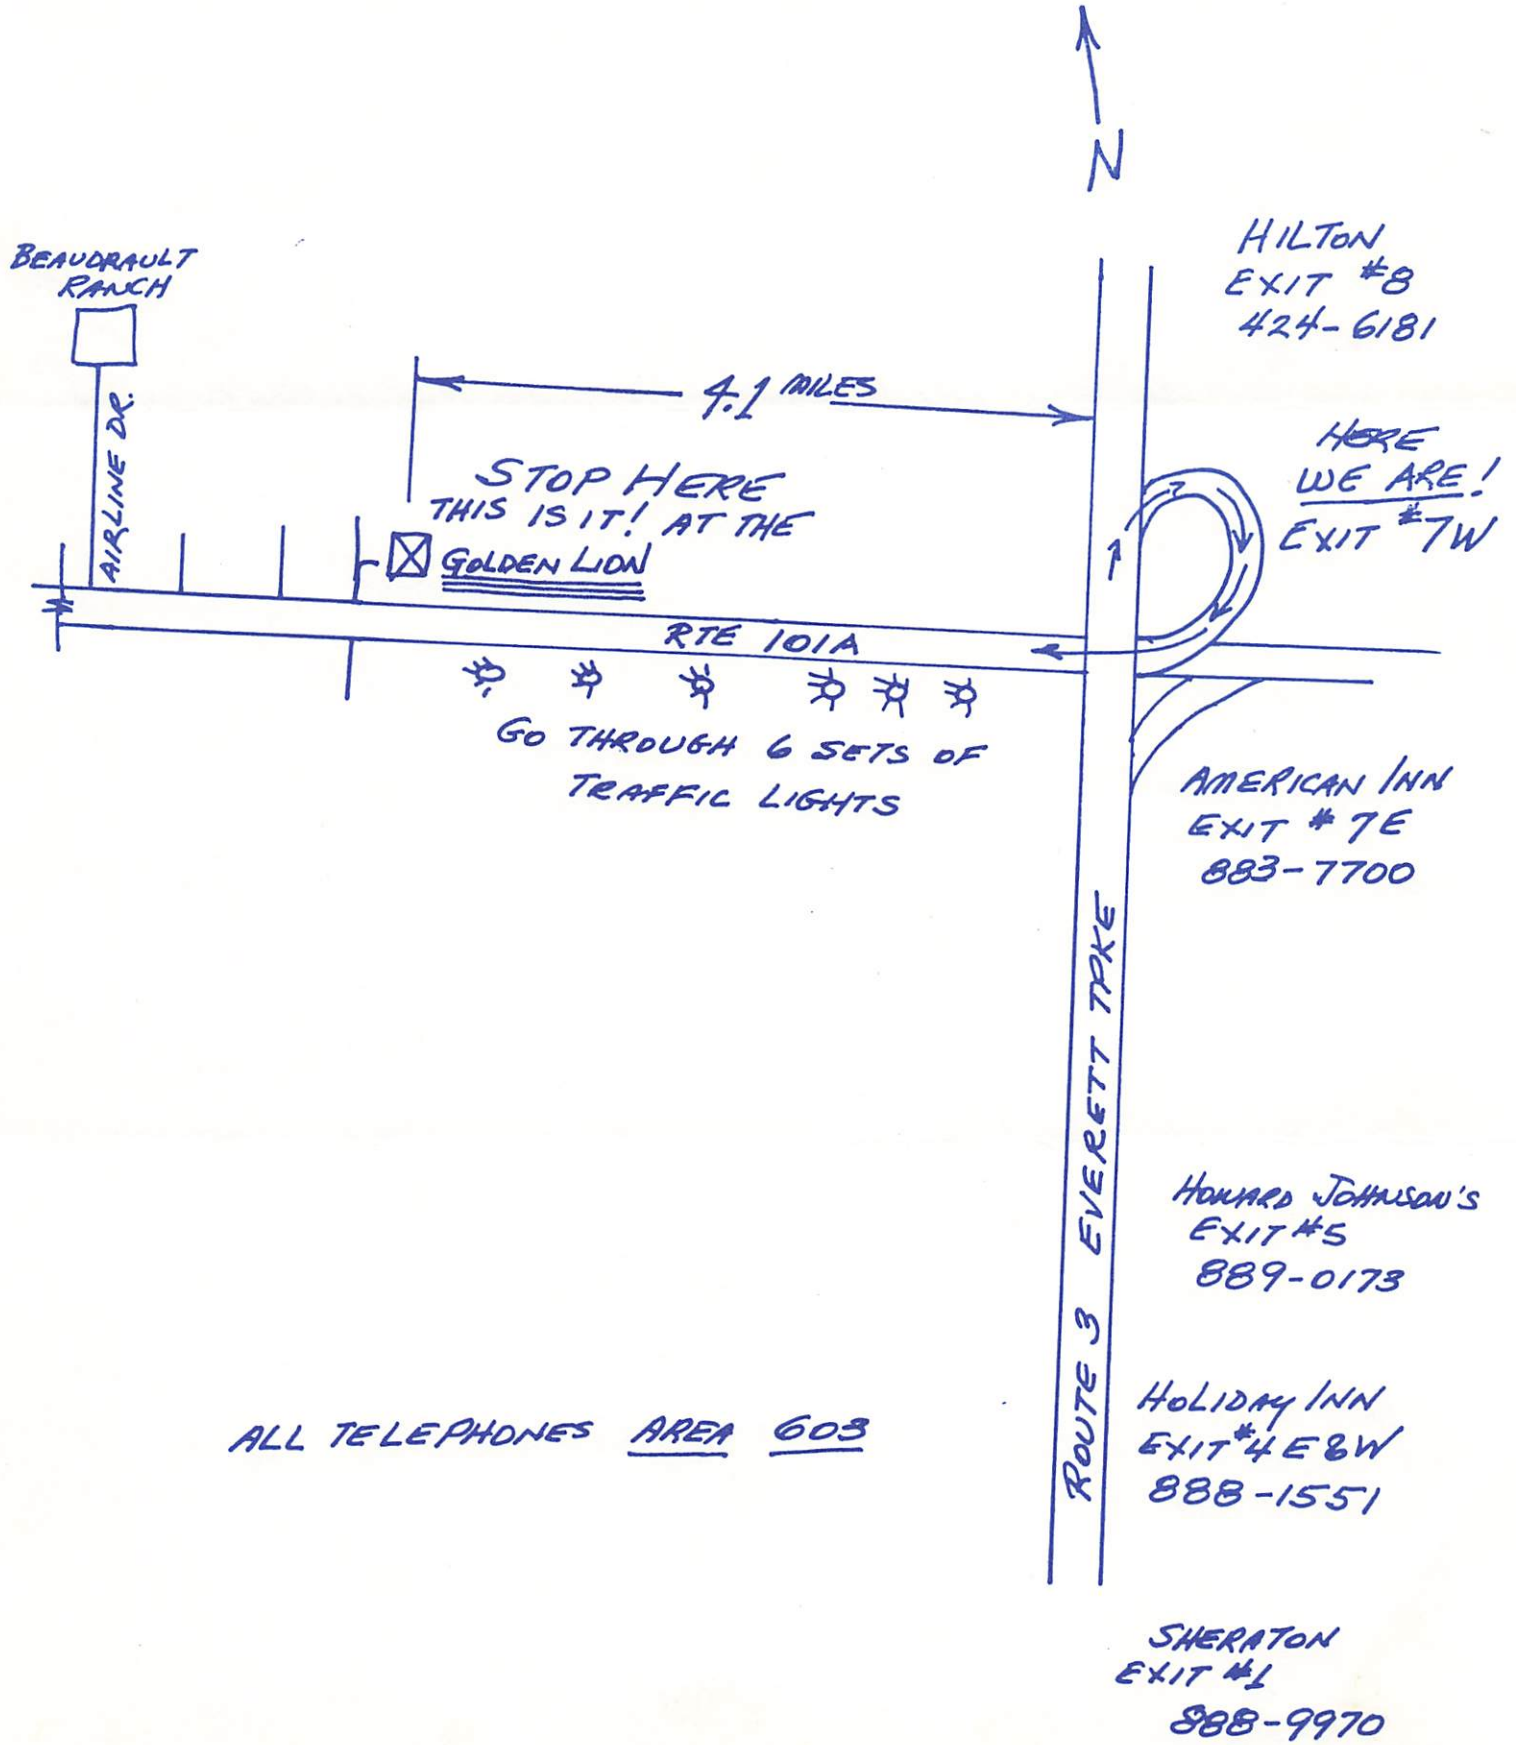 N
HILTON
EXIT #8
424-6181
BEAUDRAULT
RANCH
AIRLINE DR.
4.1 MILES
HERE
WE ARE!
EXIT #7W
STOP HERE
THIS IS IT! AT THE
GOLDEN LION
RTE 101A
GO THROUGH 6 SETS OF
TRAFFIC LIGHTS
AMERICAN INN
EXIT # 7E
883-7700
ROUTE 3 EVERETT TPKE
HOWARD JOHNSON'S
EXIT #5
889-0173
HOLIDAY INN
EXIT #4 E&W
888-1551
ALL TELEPHONES AREA 603
SHERATON
EXIT #1
888-9970